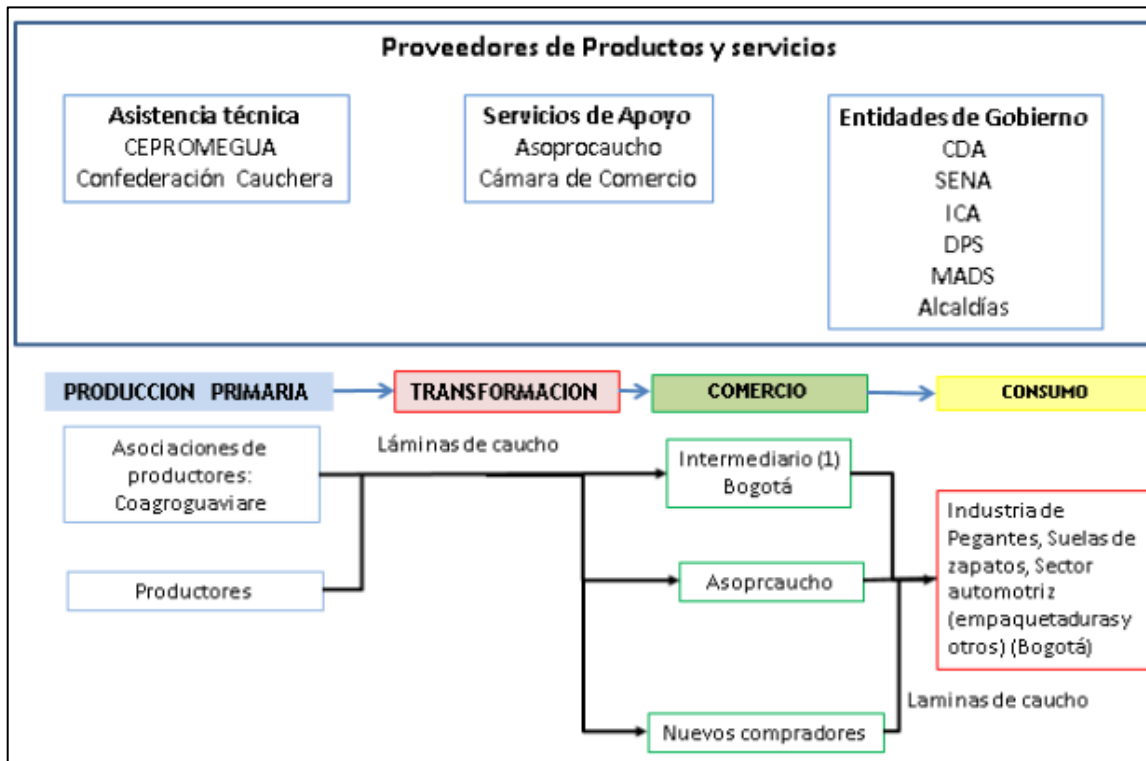 Proveedores de Productos y servicios
Asistencia técnica
CEPROMEGUA
Confederación Cauchera
Servicios de Apoyo
Asoprocaucho
Cámara de Comercio
Entidades de Gobierno
CDA
SENA
ICA
DPS
MADS
Alcaldías
PRODUCCION PRIMARIA
TRANSFORMACION
COMERCIO
CONSUMO
Asociaciones de
productores:
Coagroguaviare
Productores
Láminas de caucho
Intermediario (1)
Bogotá
Asoprcaucho
Nuevos compradores
Industria de
Pegantes, Suelas de
zapatos, Sector
automotriz
(empaquetaduras y
otros) (Bogotá)
Laminas de caucho